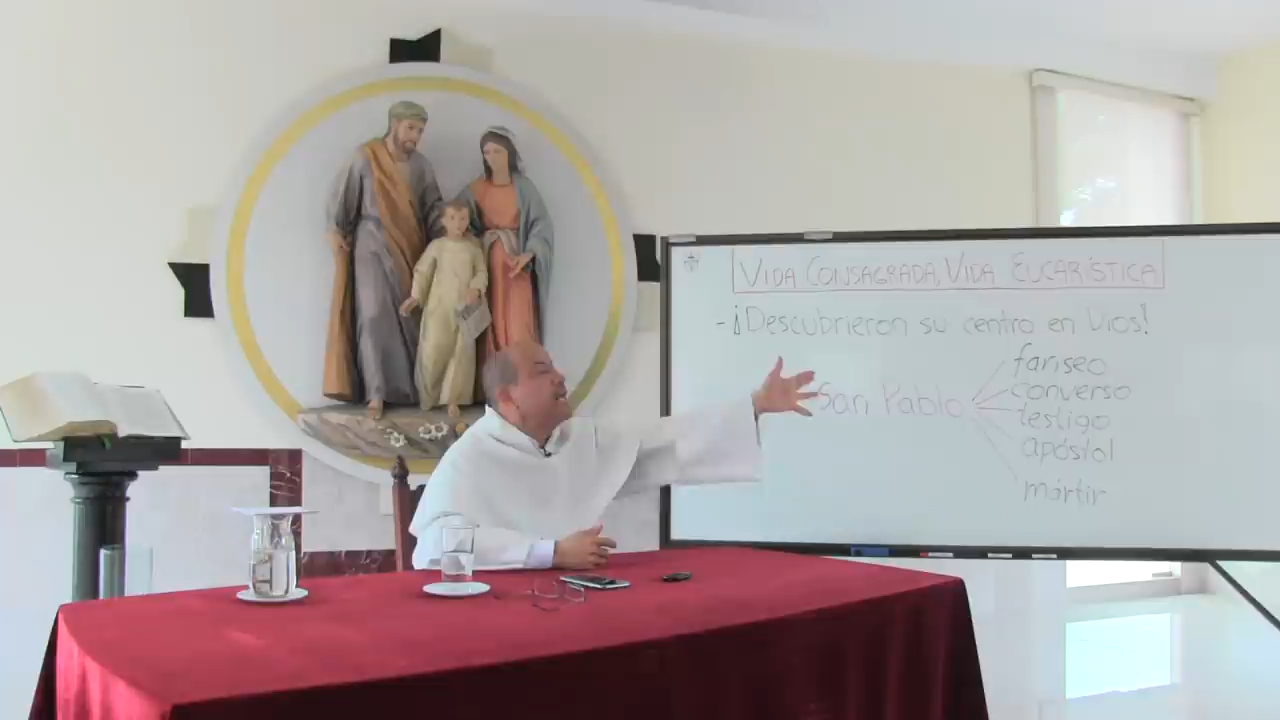 VIDA CONSAGRADA, VIDA EUCARÍSTICA
- ¡Descubrieron su centro en Dios!
San Pablo
fariseo
converso
testigo
apóstol
mártir